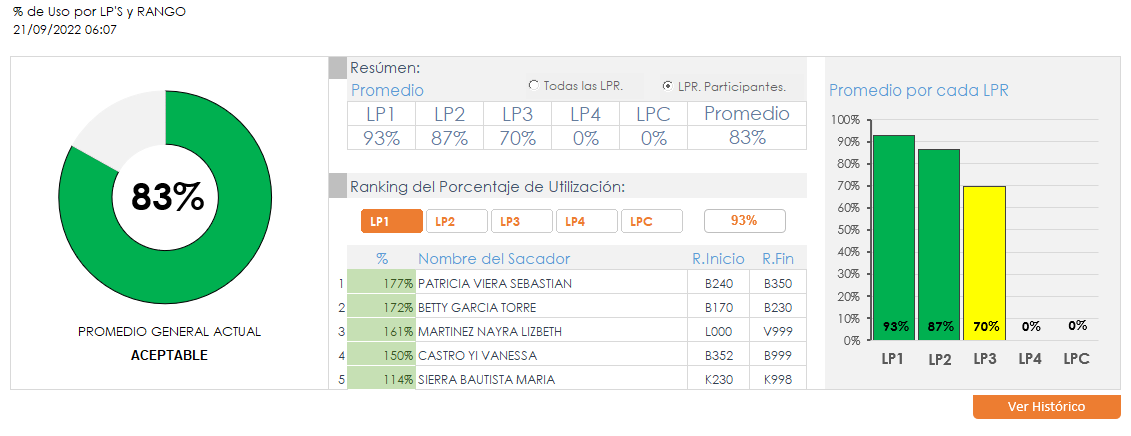 % de Uso por LP'S y RANGO
21/09/2022 06:07
83%
PROMEDIO GENERAL ACTUAL
ACEPTABLE
Resúmen:
Promedio
Todas las LPR.
LPR. Participantes.
LP1 LP2 LP3 LP4 LPC Promedio
93% 87% 70% 0% 0% 83%
Ranking del Porcentaje de Utilización:
LP1 LP2 LP3 LP4 LPC 93%
% Nombre del Sacador R.Inicio R.Fin
1 177% PATRICIA VIERA SEBASTIAN B240 B350
2 172% BETTY GARCIA TORRE B170 B230
3 161% MARTINEZ NAYRA LIZBETH L000 V999
4 150% CASTRO YI VANESSA B352 B999
5 114% SIERRA BAUTISTA MARIA K230 K998
Promedio por cada LPR
100%
90%
80%
70%
60%
50%
40%
30%
20%
10%
0%
93% 87% 70% 0% 0%
LP1 LP2 LP3 LP4 LPC
Ver Histórico